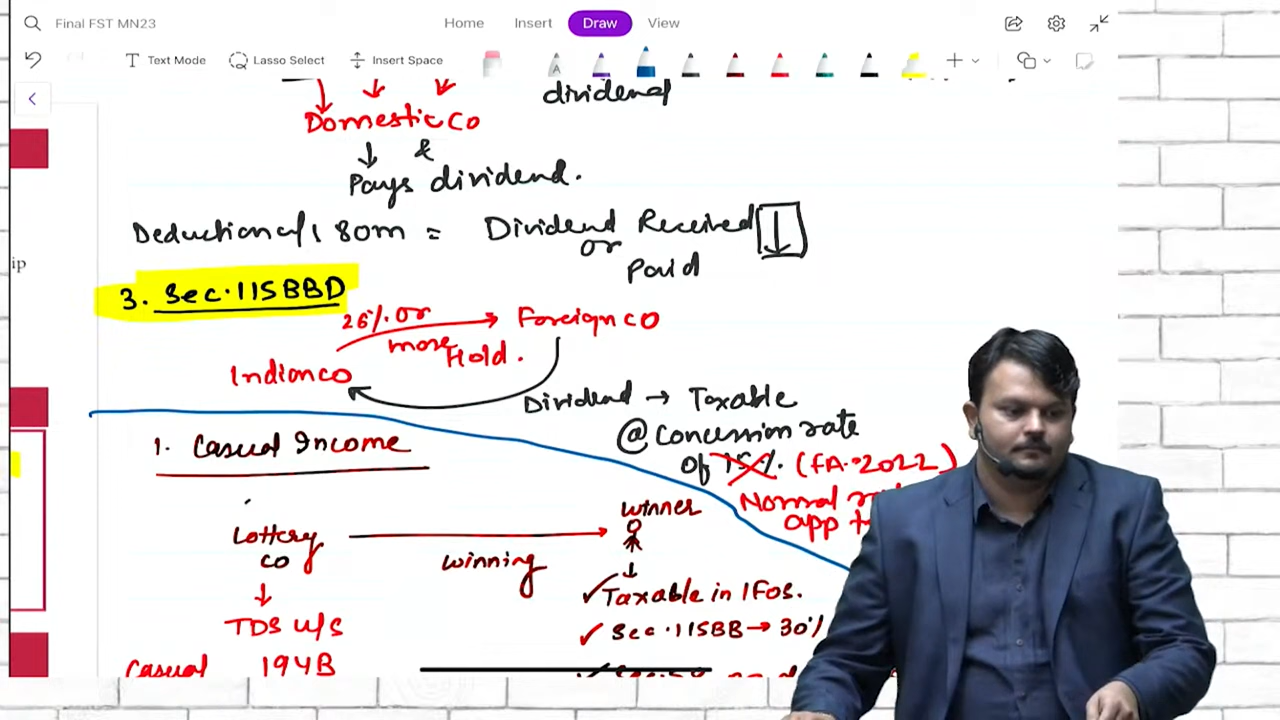 Final FST MN23
Home Insert Draw View
Text Mode Lasso Select Insert Space
dividend
Domestic Co
&
Pays dividend.
Deduction u/s 80M = Dividend Received
or
Paid
ip
3. Sec.115BBD
26%. or
more Hold.
Foreign CO
Indian co
Dividend → Taxable
@ Concession rate
of 15%. (FA.2022)
Normal
app
1. Casual Income
Lottery
co
winning
winner
Taxable in IFOS.
Sec.115BB → 30%
TDS u/s
194B
Casual